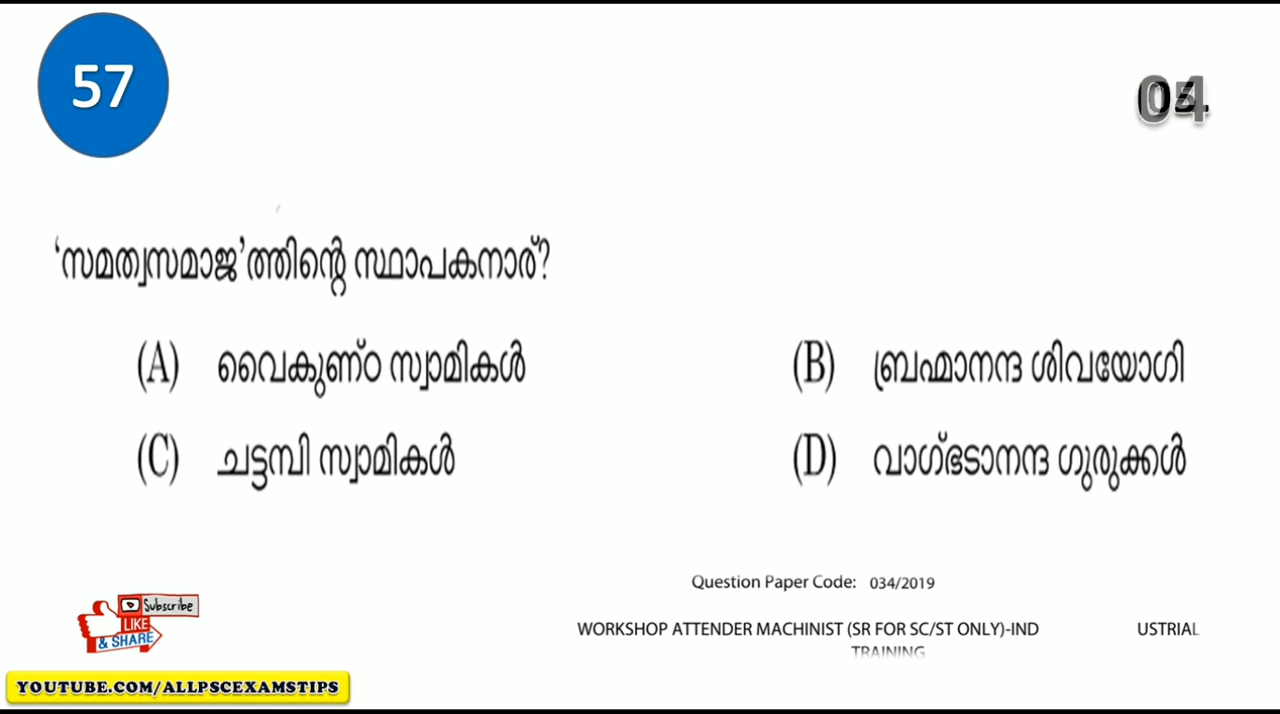 57
‘സമത്വസമാജ’ത്തിന്റെ സ്ഥാപകനാര്?
(A) വൈകുണ്ഠ സ്വാമികൾ (B) ബ്രഹ്മാനന്ദ ശിവയോഗി
(C) ചട്ടമ്പി സ്വാമികൾ (D) വാഗ്ഭടാനന്ദ ഗുരുക്കൾ
Question Paper Code: 034/2019
WORKSHOP ATTENDER MACHINIST (SR FOR SC/ST ONLY)-IND USTRIAL
TRAINING
Subscribe
LIKE
& SHARE
YOUTUBE.COM/ALLPSCEXAMSTIPS